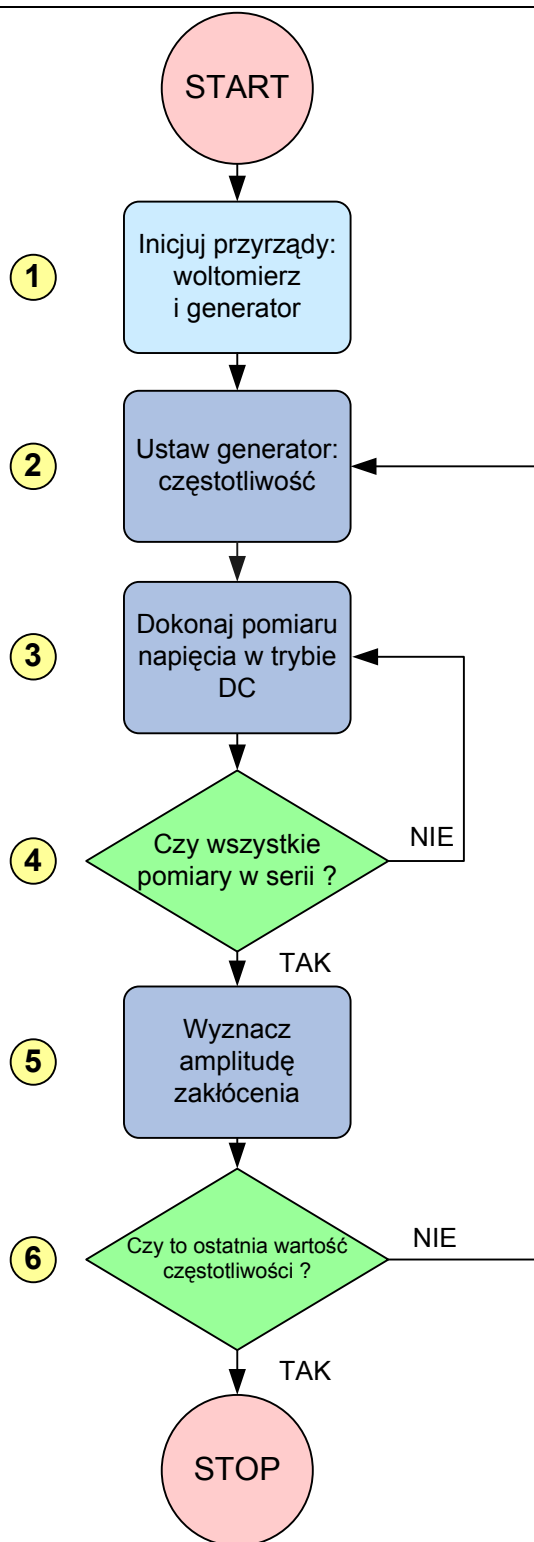 START
1
Inicjuj przyrządy:
woltomierz
i generator
2
Ustaw generator:
częstotliwość
3
Dokonaj pomiaru
napięcia w trybie
DC
4
Czy wszystkie
pomiary w serii ?
NIE
TAK
5
Wyznacz
amplitudę
zakłócenia
6
Czy to ostatnia wartość
częstotliwości ?
NIE
TAK
STOP